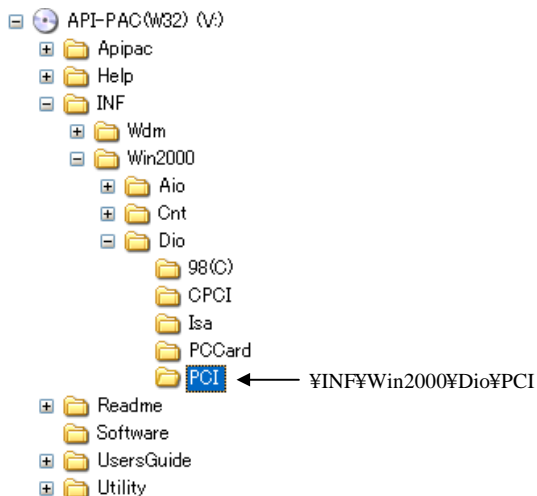 API-PAC(W32) (V:)
Apipac
Help
INF
Wdm
Win2000
Aio
Cnt
Dio
98(C)
CPCI
Isa
PCCard
PCI ¥INF¥Win2000¥Dio¥PCI
Readme
Software
UsersGuide
Utility